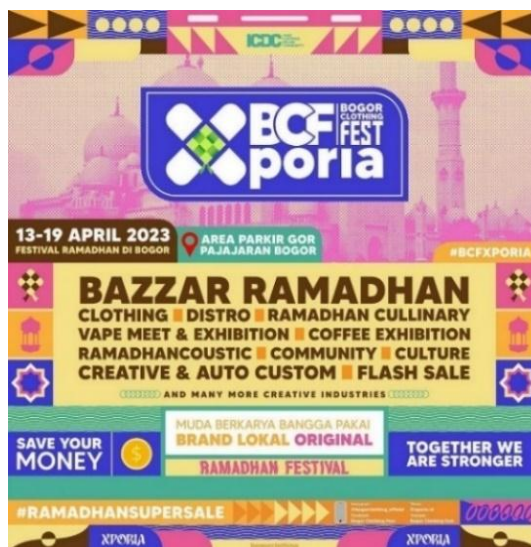 ICDC
BCF
BOGOR
CLOTHING
FEST
Xporia
13-19 APRIL 2023
FESTIVAL RAMADHAN DI BOGOR
AREA PARKIR GOR
PAJAJARAN BOGOR
#BCFXPORIA
BAZZAR RAMADHAN
CLOTHING DISTRO RAMADHAN CULLINARY
VAPE MEET & EXHIBITION COFFEE EXHIBITION
RAMADHANCOUSTIC COMMUNITY CULTURE
CREATIVE & AUTO CUSTOM FLASH SALE
AND MANY MORE CREATIVE INDUSTRIES
MUDA BERKARYA BANGGA PAKAI
BRAND LOKAL ORIGINAL
RAMADHAN FESTIVAL
SAVE YOUR
MONEY
$
TOGETHER WE
ARE STRONGER
#RAMADHANSUPERSALE
XPORIA
XPORIA